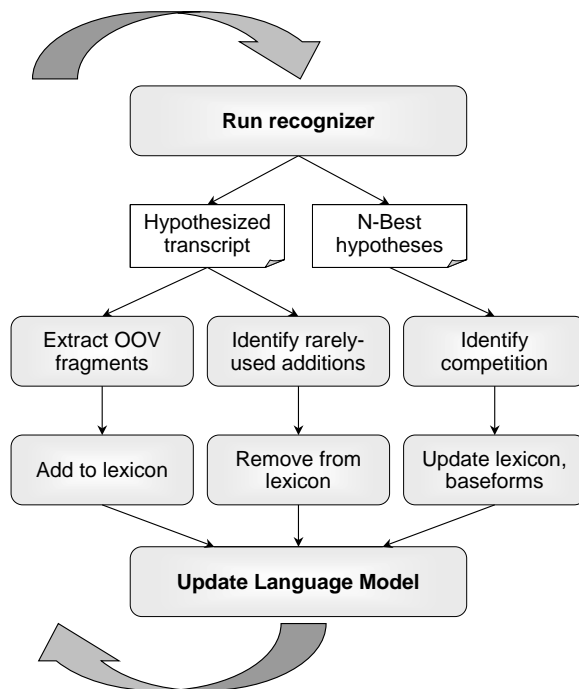 Run recognizer
Hypothesized
transcript
N-Best
hypotheses
Extract OOV
fragments
Identify rarely-
used additions
Identify
competition
Add to lexicon
Remove from
lexicon
Update lexicon,
baseforms
Update Language Model